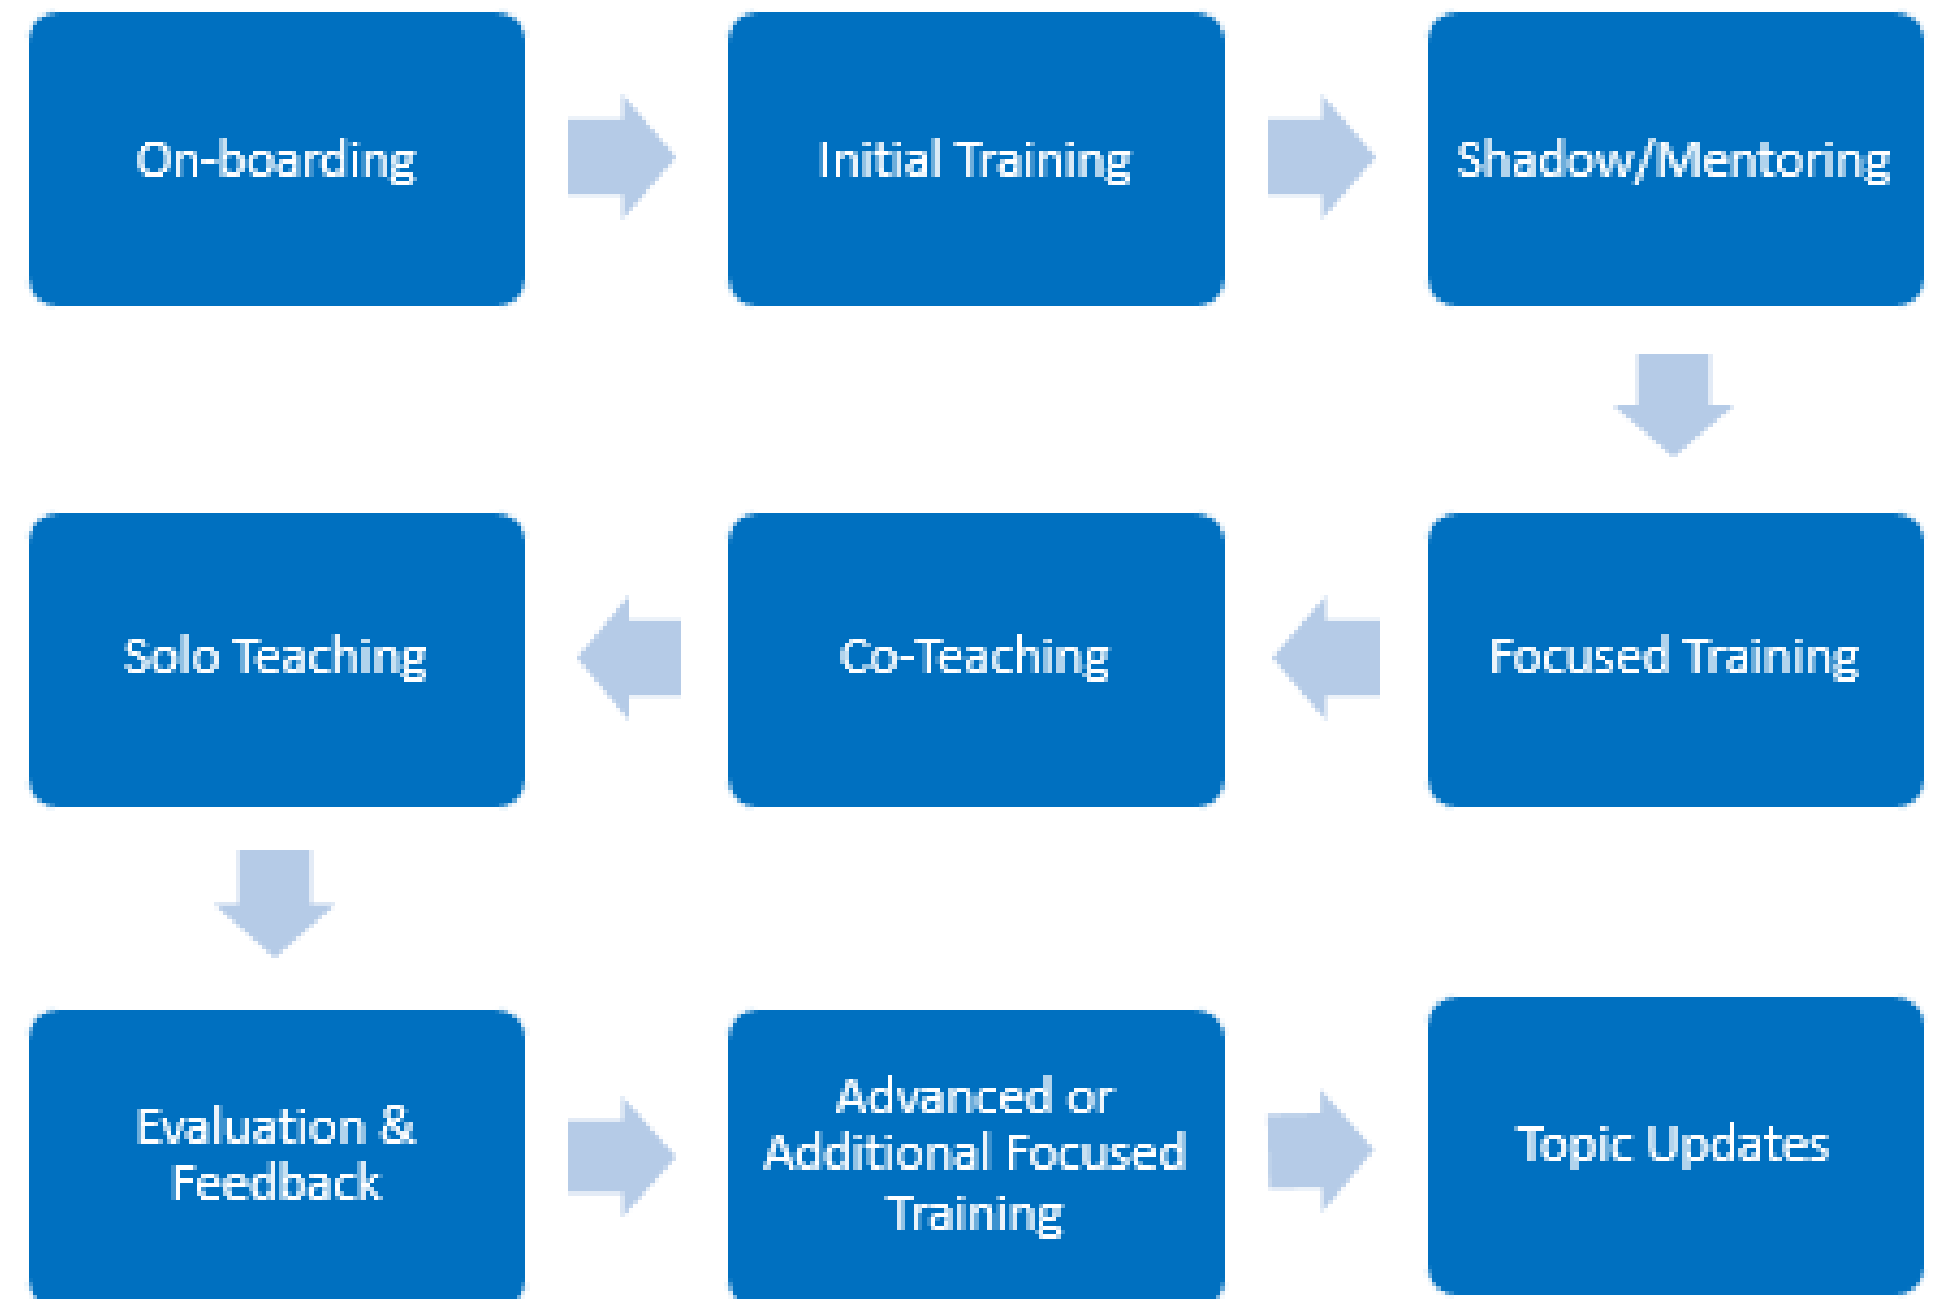 On-boarding
Initial Training
Shadow/Mentoring
Focused Training
Co-Teaching
Solo Teaching
Evaluation &
Feedback
Advanced or
Additional Focused
Training
Topic Updates